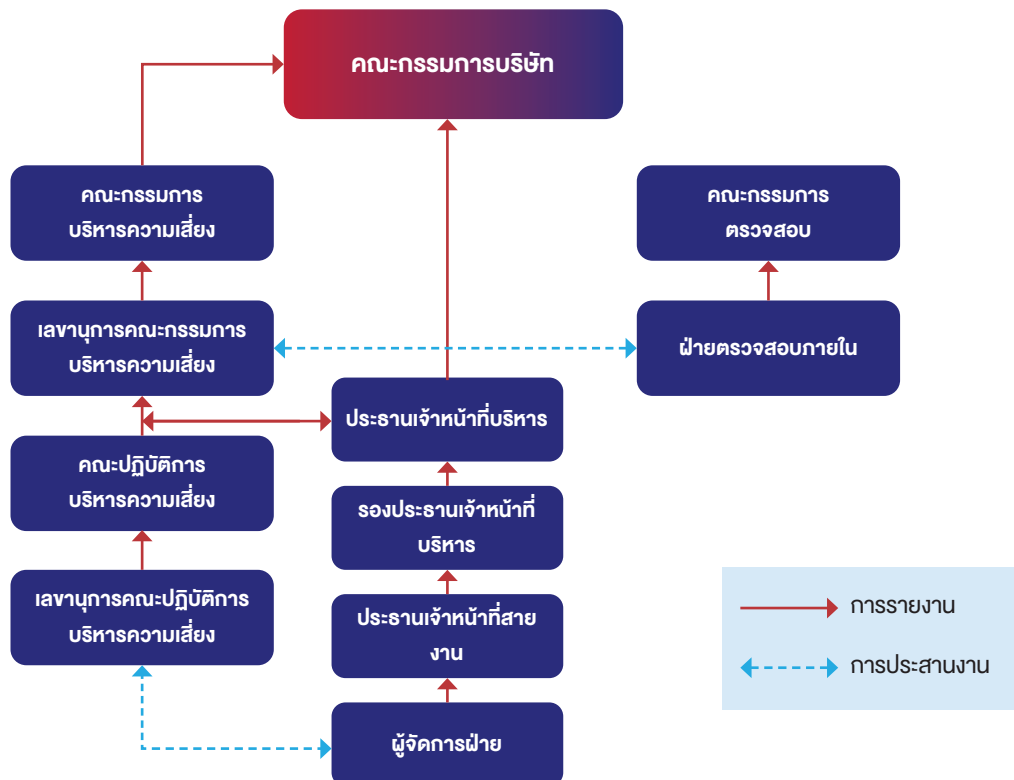 คณะกรรมการบริษัท
คณะกรรมการ
บริหารความเสี่ยง
คณะกรรมการ
ตรวจสอบ
เลขานุการคณะกรรมการ
บริหารความเสี่ยง
ฝ่ายตรวจสอบภายใน
ประธานเจ้าหน้าที่บริหาร
คณะปฏิบัติการ
บริหารความเสี่ยง
รองประธานเจ้าหน้าที่
บริหาร
เลขานุการคณะปฏิบัติการ
บริหารความเสี่ยง
ประธานเจ้าหน้าที่สาย
งาน
ผู้จัดการฝ่าย
การรายงาน
การประสานงาน